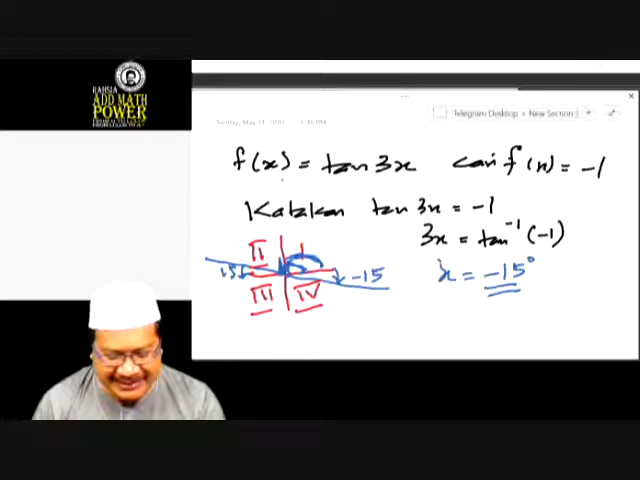 RAHSIA
ADD MATH
POWER
Telegram Desktop
New Section 1
f(x) = tan 3x cari f(x) = -1
Katakan tan 3x = -1
3x = tan⁻¹ (-1)
x = -15°
II
I
15
-15
III
IV